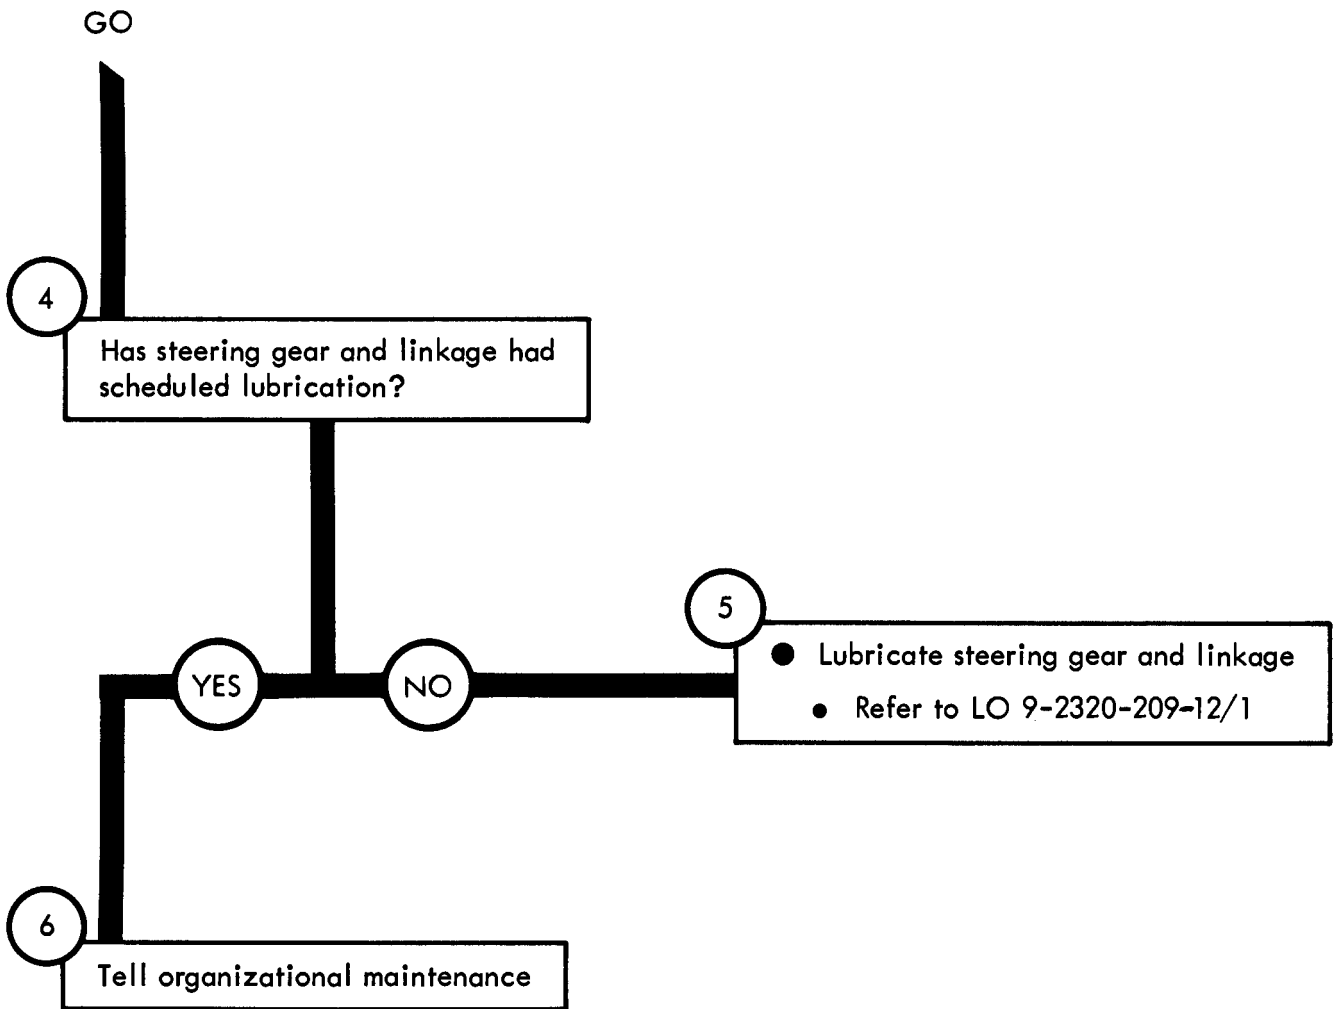 GO
4
Has steering gear and linkage had
scheduled lubrication?
YES
NO
5
● Lubricate steering gear and linkage
● Refer to LO 9-2320-209-12/1
6
Tell organizational maintenance